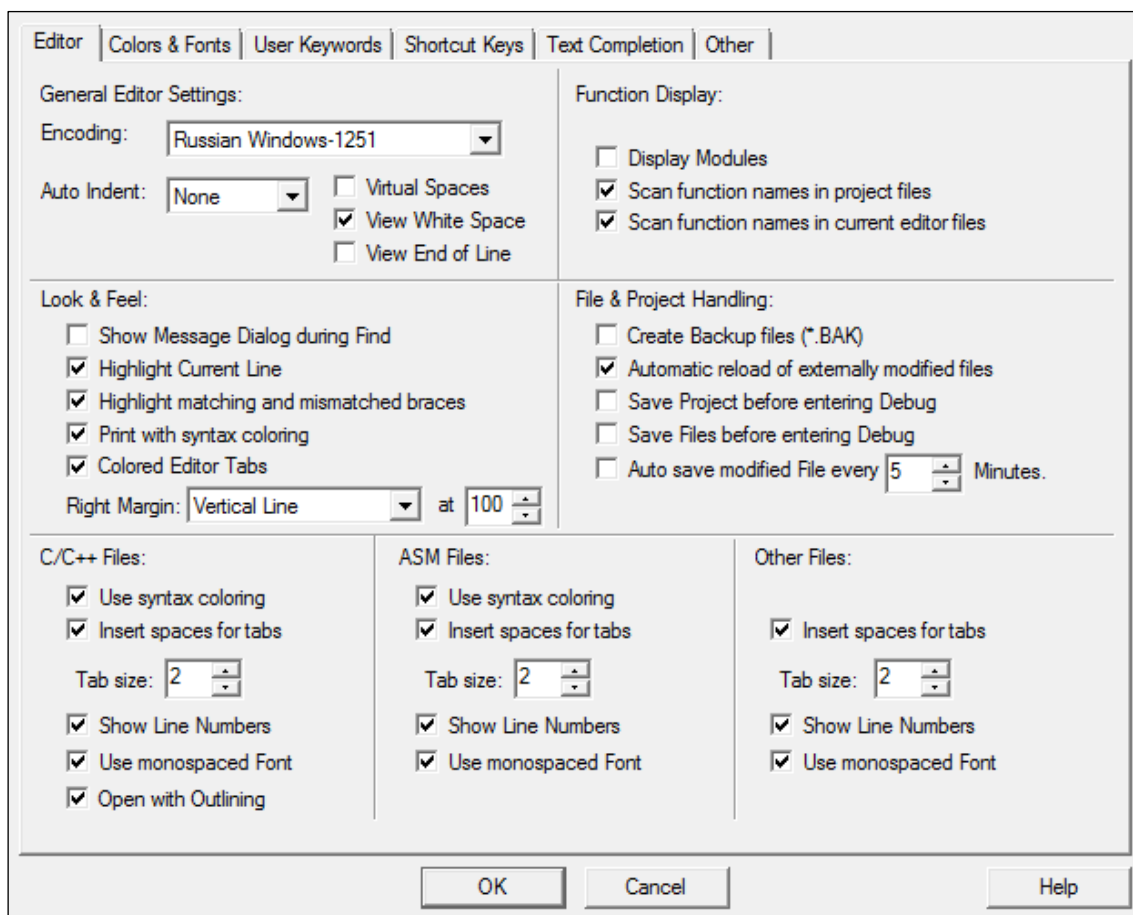 Editor
Colors & Fonts
User Keywords
Shortcut Keys
Text Completion
Other
General Editor Settings:
Encoding: Russian Windows-1251
Auto Indent: None
Virtual Spaces
View White Space
View End of Line
Function Display:
Display Modules
Scan function names in project files
Scan function names in current editor files
Look & Feel:
Show Message Dialog during Find
Highlight Current Line
Highlight matching and mismatched braces
Print with syntax coloring
Colored Editor Tabs
Right Margin: Vertical Line at 100
File & Project Handling:
Create Backup files (*.BAK)
Automatic reload of externally modified files
Save Project before entering Debug
Save Files before entering Debug
Auto save modified File every 5 Minutes.
C/C++ Files:
Use syntax coloring
Insert spaces for tabs
Tab size: 2
Show Line Numbers
Use monospaced Font
Open with Outlining
ASM Files:
Use syntax coloring
Insert spaces for tabs
Tab size: 2
Show Line Numbers
Use monospaced Font
Other Files:
Insert spaces for tabs
Tab size: 2
Show Line Numbers
Use monospaced Font
OK
Cancel
Help